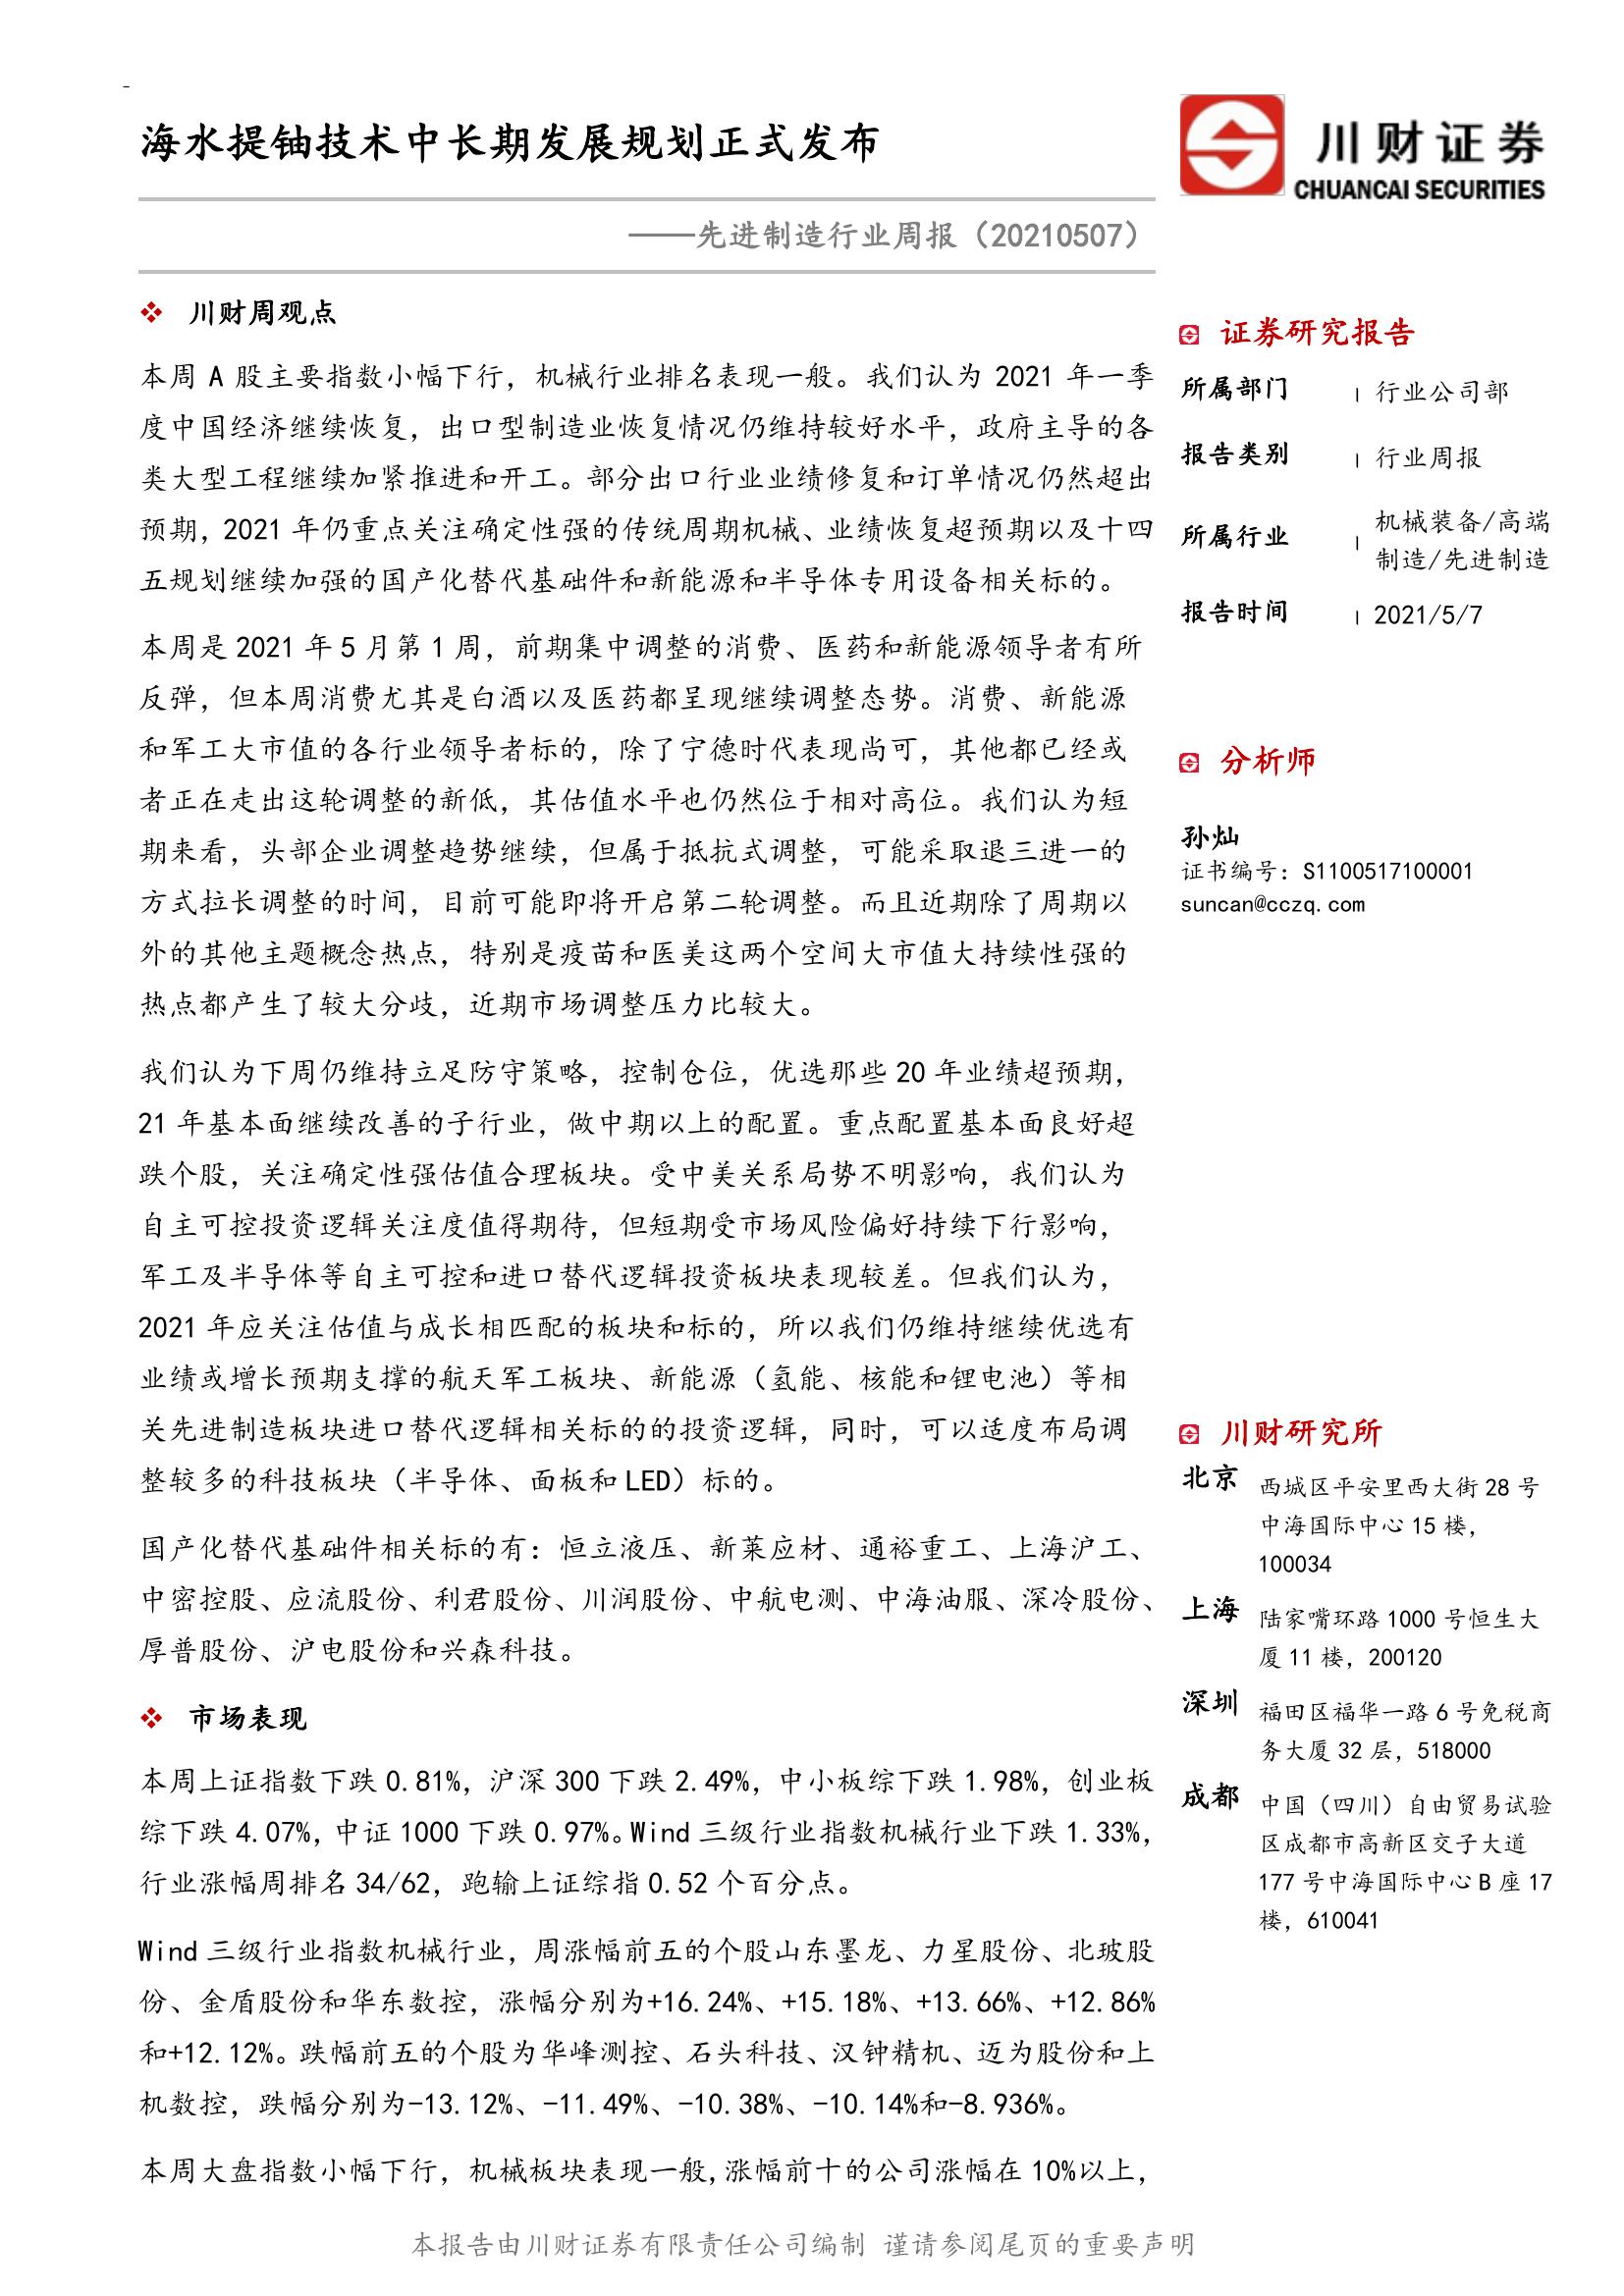 海水提铀技术中长期发展规划正式发布
——先进制造行业周报（20210507）
❖ 川财周观点
本周 A 股主要指数小幅下行，机械行业排名表现一般。我们认为 2021 年一季
度中国经济继续恢复，出口型制造业恢复情况仍维持较好水平，政府主导的各
类大型工程继续加紧推进和开工。部分出口行业业绩修复和订单情况仍然超出
预期，2021 年仍重点关注确定性强的传统周期机械、业绩恢复超预期以及十四
五规划继续加强的国产化替代基础件和新能源和半导体专用设备相关标的。
本周是 2021 年 5 月第 1 周，前期集中调整的消费、医药和新能源领导者有所
反弹，但本周消费尤其是白酒以及医药都呈现继续调整态势。消费、新能源
和军工大市值的各行业领导者标的，除了宁德时代表现尚可，其他都已经或
者正在走出这轮调整的新低，其估值水平也仍然位于相对高位。我们认为短
期来看，头部企业调整趋势继续，但属于抵抗式调整，可能采取退三进一的
方式拉长调整的时间，目前可能即将开启第二轮调整。而且近期除了周期以
外的其他主题概念热点，特别是疫苗和医美这两个空间大市值大持续性强的
热点都产生了较大分歧，近期市场调整压力比较大。
我们认为下周仍维持立足防守策略，控制仓位，优选那些 20 年业绩超预期，
21 年基本面继续改善的子行业，做中期以上的配置。重点配置基本面良好超
跌个股，关注确定性强估值合理板块。受中美关系局势不明影响，我们认为
自主可控投资逻辑关注度值得期待，但短期受市场风险偏好持续下行影响，
军工及半导体等自主可控和进口替代逻辑投资板块表现较差。但我们认为，
2021 年应关注估值与成长相匹配的板块和标的，所以我们仍维持继续优选有
业绩或增长预期支撑的航天军工板块、新能源（氢能、核能和锂电池）等相
关先进制造板块进口替代逻辑相关标的的投资逻辑，同时，可以适度布局调
整较多的科技板块（半导体、面板和 LED）标的。
国产化替代基础件相关标的有：恒立液压、新莱应材、通裕重工、上海沪工、
中密控股、应流股份、利君股份、川润股份、中航电测、中海油服、深冷股份、
厚普股份、沪电股份和兴森科技。
❖ 市场表现
本周上证指数下跌 0.81%，沪深 300 下跌 2.49%，中小板综下跌 1.98%，创业板
综下跌 4.07%，中证 1000 下跌 0.97%。Wind 三级行业指数机械行业下跌 1.33%，
行业涨幅周排名 34/62，跑输上证综指 0.52 个百分点。
Wind 三级行业指数机械行业，周涨幅前五的个股山东墨龙、力星股份、北玻股
份、金盾股份和华东数控，涨幅分别为+16.24%、+15.18%、+13.66%、+12.86%
和+12.12%。跌幅前五的个股为华峰测控、石头科技、汉钟精机、迈为股份和上
机数控，跌幅分别为-13.12%、-11.49%、-10.38%、-10.14%和-8.936%。
本周大盘指数小幅下行，机械板块表现一般,涨幅前十的公司涨幅在 10%以上，
川财证券
CHUANCAI SECURITIES
证券研究报告
所属部门 | 行业公司部
报告类别 | 行业周报
所属行业 | 机械装备/高端
制造/先进制造
报告时间 | 2021/5/7
分析师
孙灿
证书编号：S1100517100001
suncan@cczq.com
川财研究所
北京 西城区平安里西大街 28 号
中海国际中心 15 楼，
100034
上海 陆家嘴环路 1000 号恒生大
厦 11 楼，200120
深圳 福田区福华一路 6 号免税商
务大厦 32 层，518000
成都 中国（四川）自由贸易试验
区成都市高新区交子大道
177 号中海国际中心 B 座 17
楼，610041
本报告由川财证券有限责任公司编制 谨请参阅尾页的重要声明